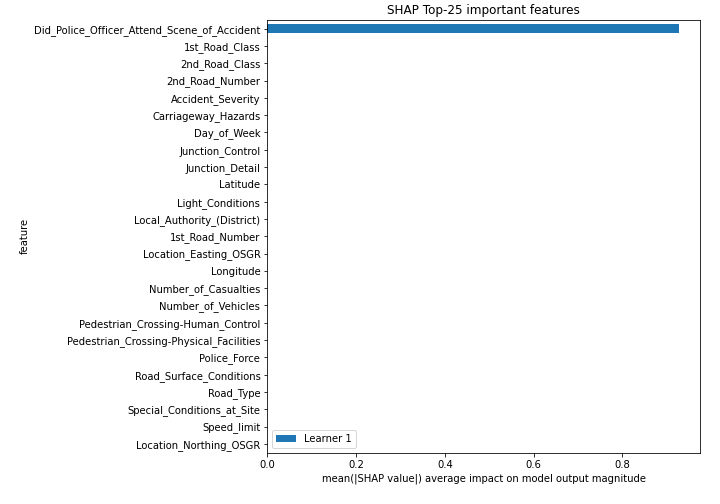 SHAP Top-25 important features
Did_Police_Officer_Attend_Scene_of_Accident
1st_Road_Class
2nd_Road_Class
2nd_Road_Number
Accident_Severity
Carriageway_Hazards
Day_of_Week
Junction_Control
Junction_Detail
Latitude
Light_Conditions
Local_Authority_(District)
1st_Road_Number
Location_Easting_OSGR
Longitude
Number_of_Casualties
Number_of_Vehicles
Pedestrian_Crossing-Human_Control
Pedestrian_Crossing-Physical_Facilities
Police_Force
Road_Surface_Conditions
Road_Type
Special_Conditions_at_Site
Speed_limit
Location_Northing_OSGR
feature
Learner 1
0.0 0.2 0.4 0.6 0.8
mean(|SHAP value|) average impact on model output magnitude